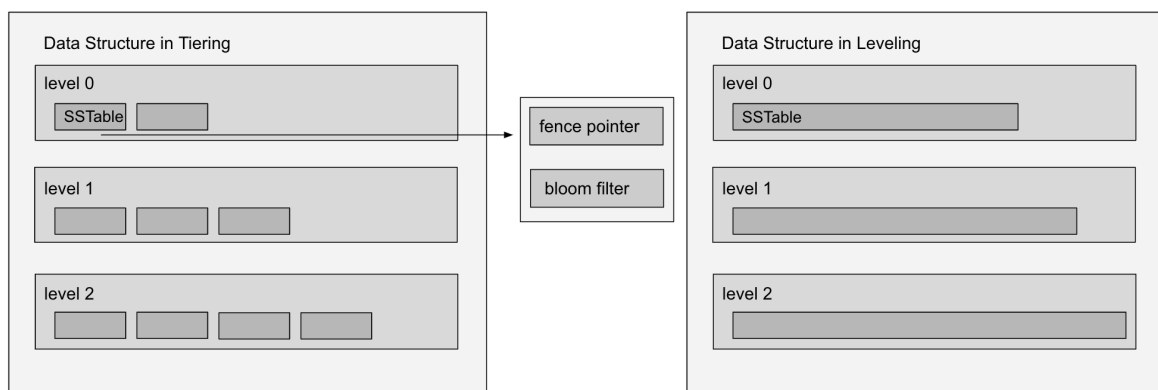 Data Structure in Tiering
level 0
SSTable
level 1
level 2
fence pointer
bloom filter
Data Structure in Leveling
level 0
SSTable
level 1
level 2